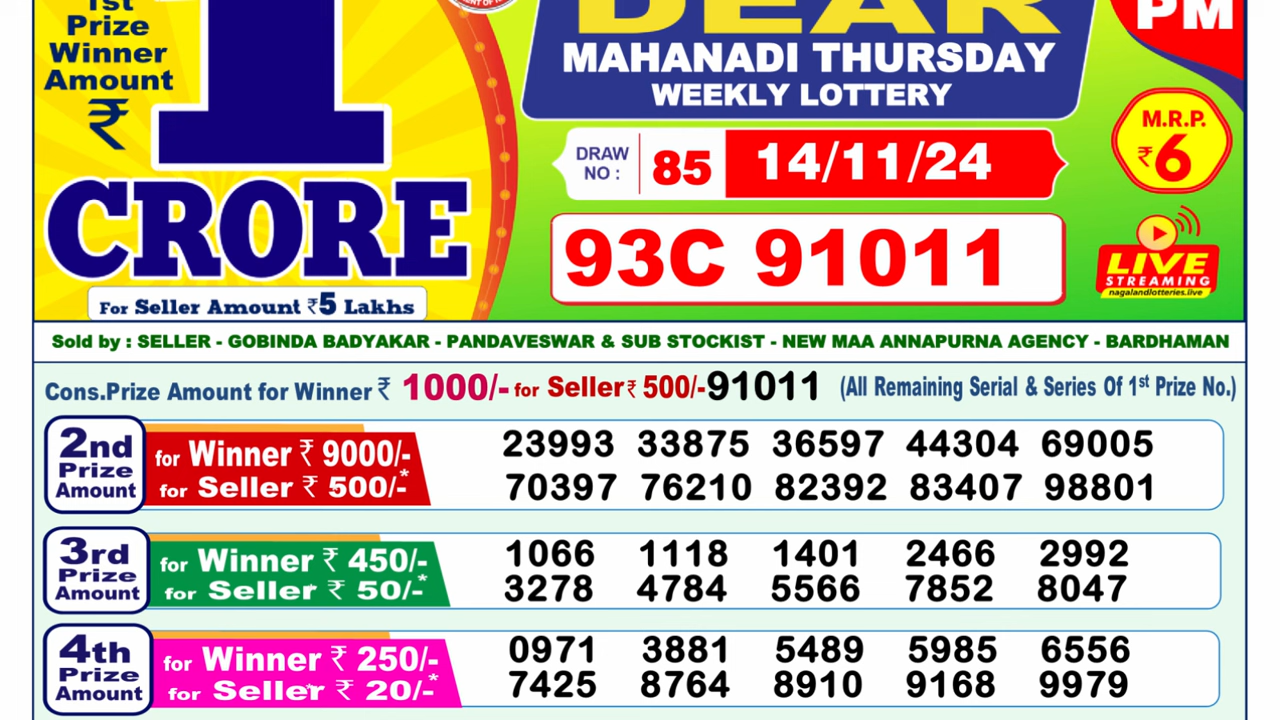 1st
Prize
Winner
Amount
₹
1
CRORE
For Seller Amount ₹5 Lakhs
DEAR
MAHANADI THURSDAY
WEEKLY LOTTERY
PM
DRAW
NO :
85
14/11/24
M.R.P.
₹6
93C 91011
LIVE
STREAMING
nagalandlotteries.live
Sold by : SELLER - GOBINDA BADYAKAR - PANDAVESWAR & SUB STOCKIST - NEW MAA ANNAPURNA AGENCY - BARDHAMAN
Cons.Prize Amount for Winner ₹ 1000/- for Seller ₹ 500/- 91011 (All Remaining Serial & Series Of 1st Prize No.)
2nd
Prize
Amount
for Winner ₹ 9000/-
for Seller ₹ 500/-*
23993 33875 36597 44304 69005
70397 76210 82392 83407 98801
3rd
Prize
Amount
for Winner ₹ 450/-
for Seller ₹ 50/-*
1066 1118 1401 2466 2992
3278 4784 5566 7852 8047
4th
Prize
Amount
for Winner ₹ 250/-
for Seller ₹ 20/-*
0971 3881 5489 5985 6556
7425 8764 8910 9168 9979